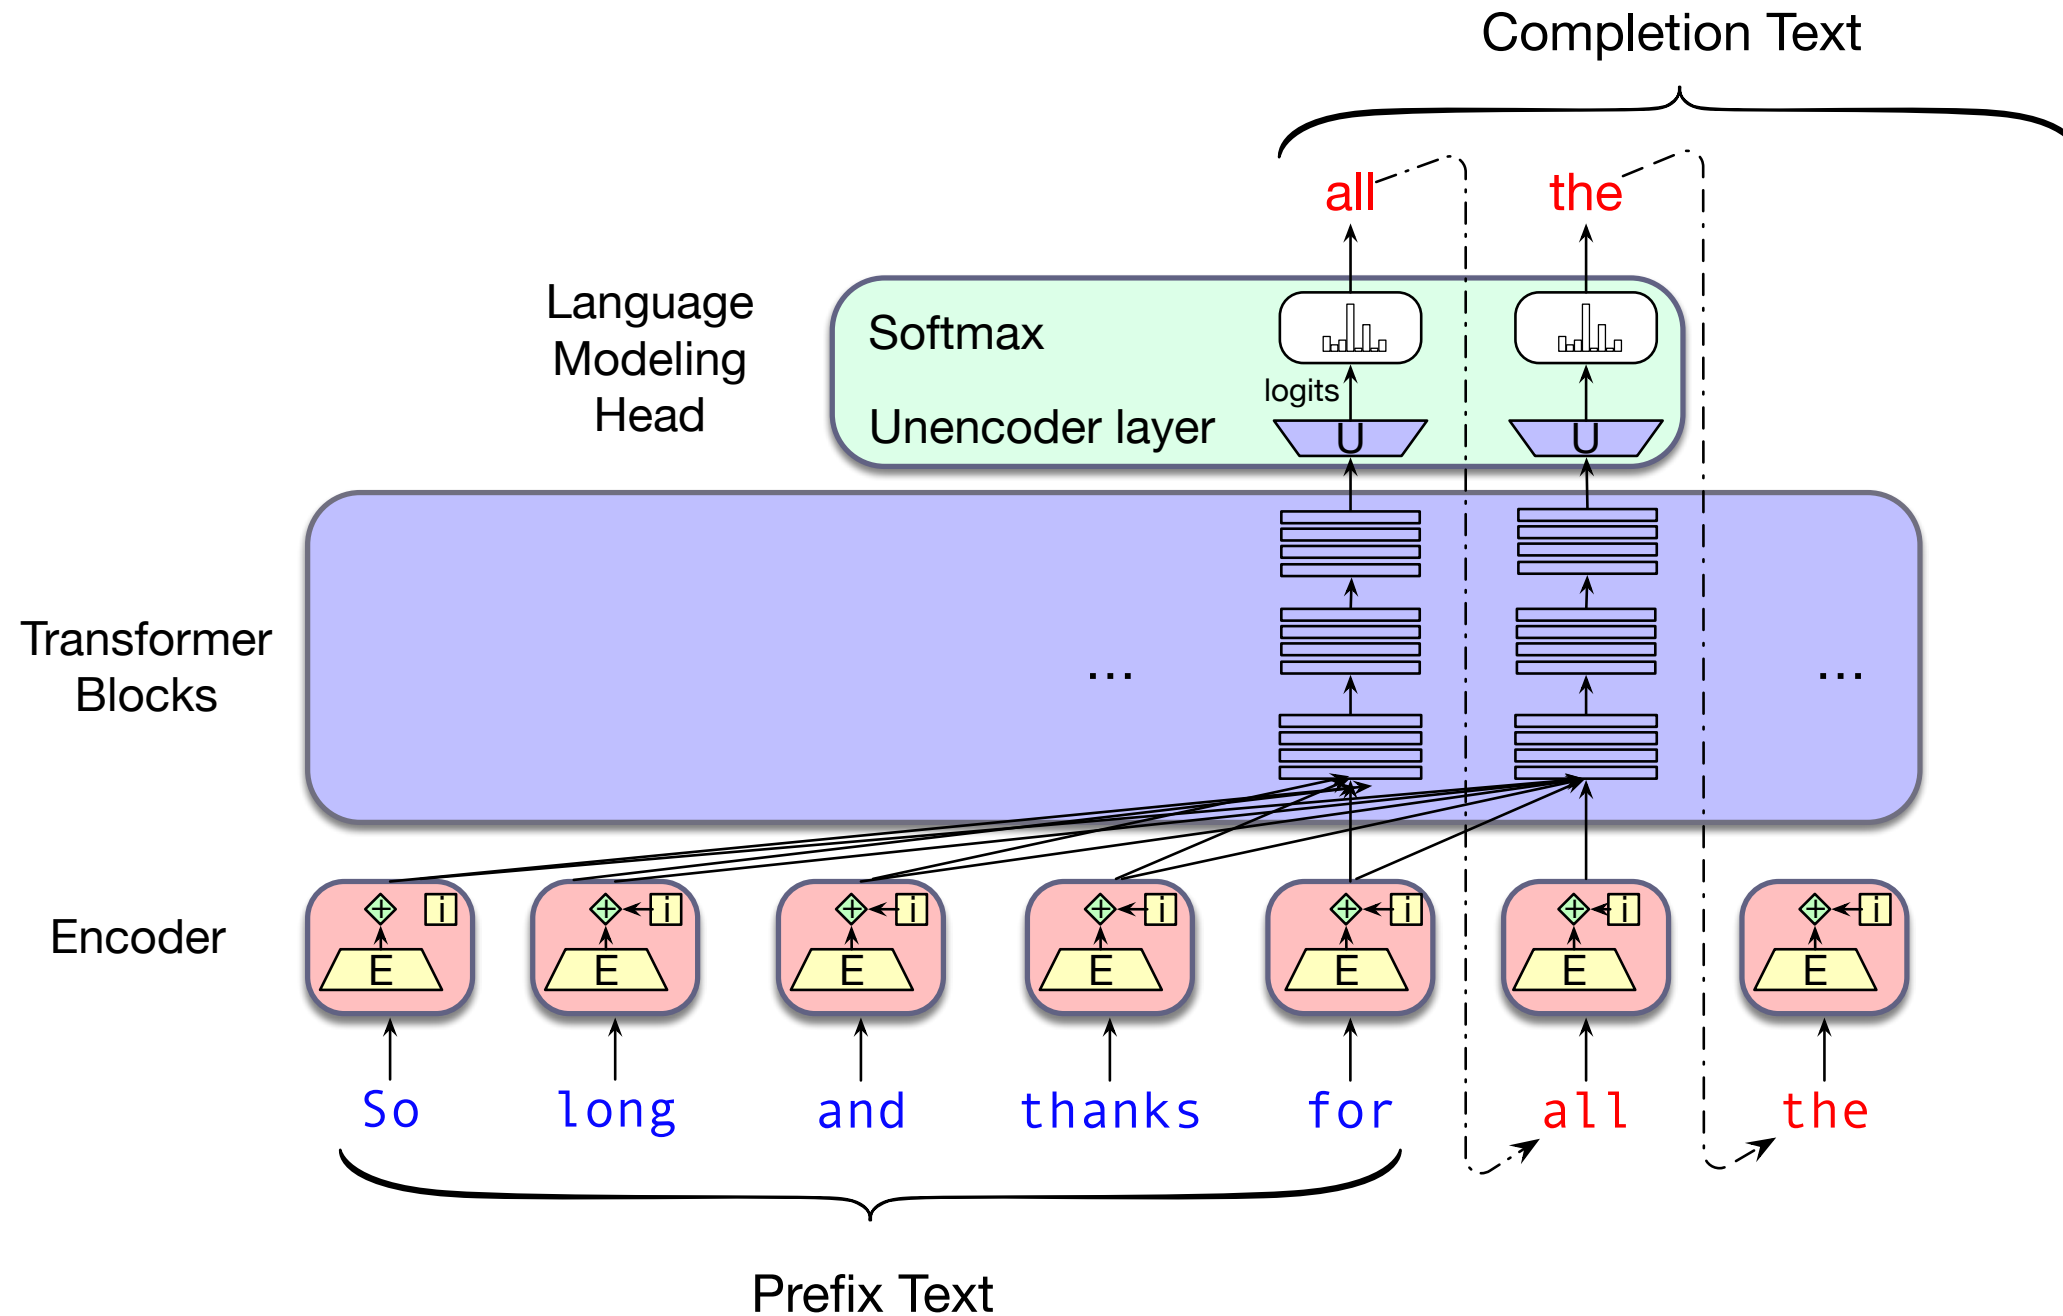 Completion Text
all the
Language
Modeling
Head
Softmax
logits
Unencoder layer U U
Transformer
Blocks
... ...
Encoder
i i i i i i i
E E E E E E E
So long and thanks for all the
Prefix Text